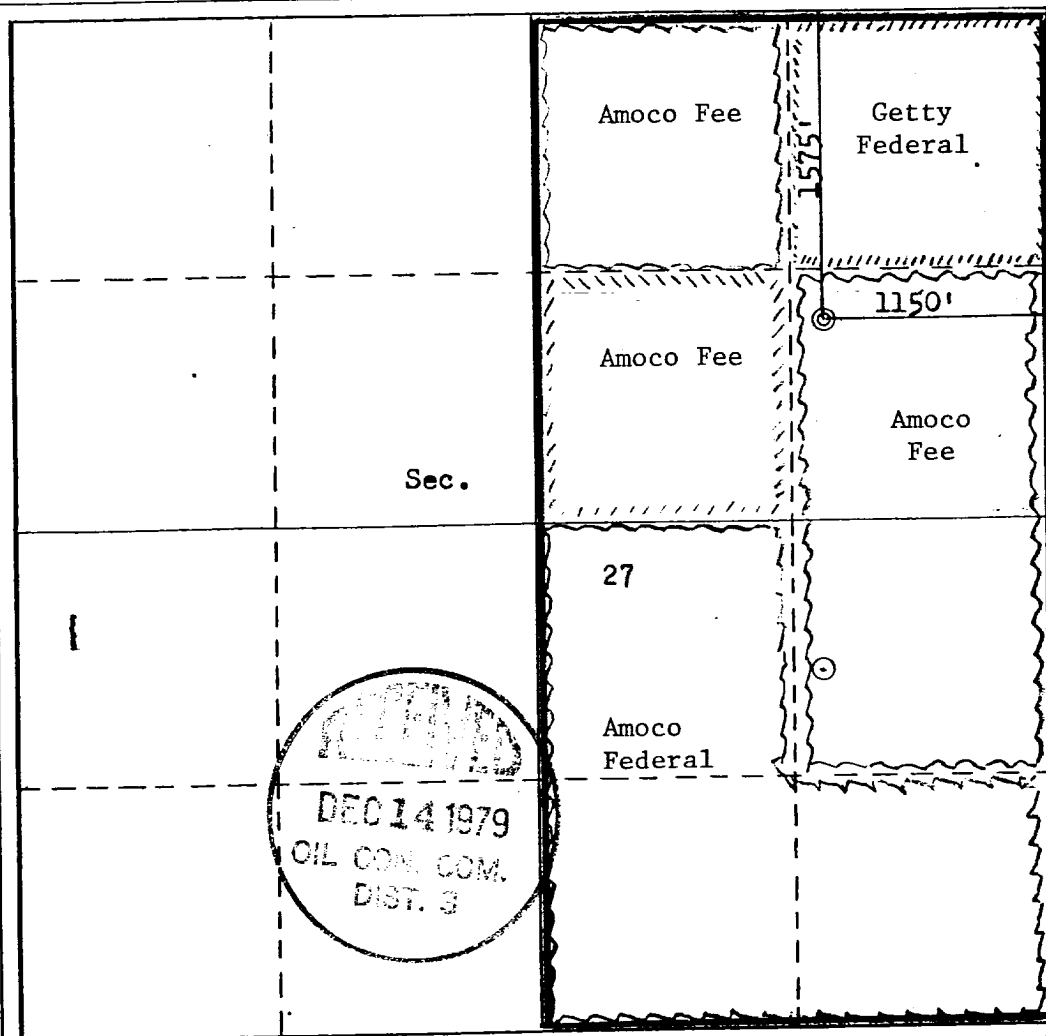 Amoco Fee
Getty
Federal
1575'
1150'
Amoco Fee
Amoco
Fee
Sec.
27
Amoco
Federal
RECEIVED
DEC 14 1979
OIL CON. COM.
DIST. 3